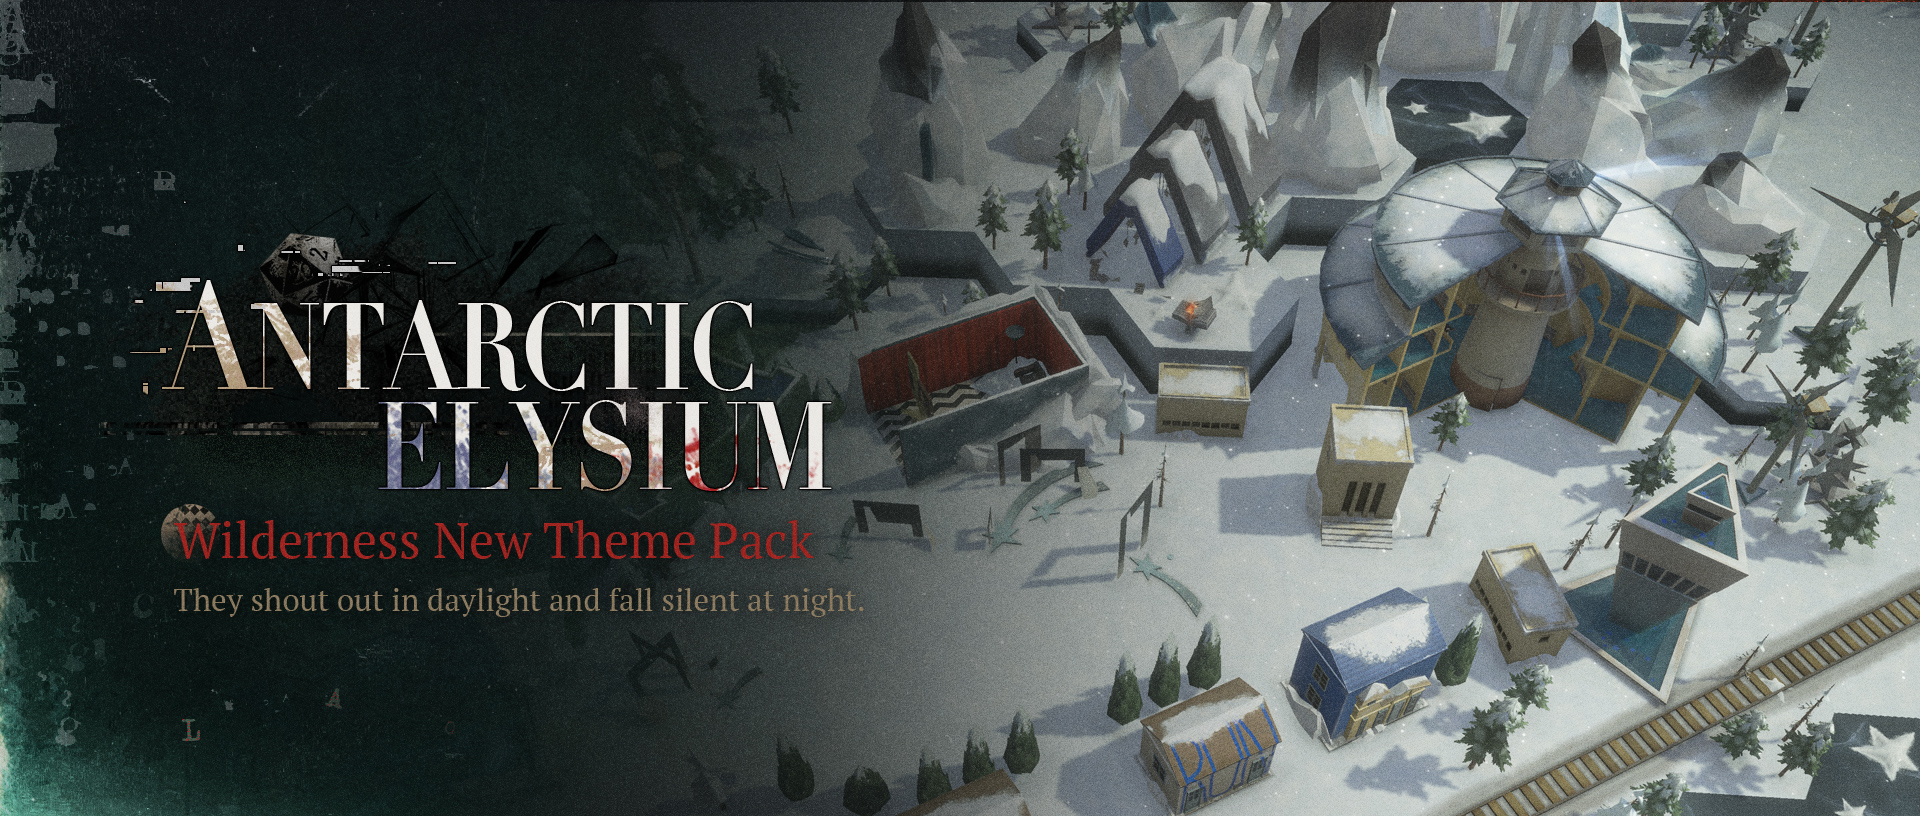 ANTARCTIC
ELYSIUM
Wilderness New Theme Pack
They shout out in daylight and fall silent at night.